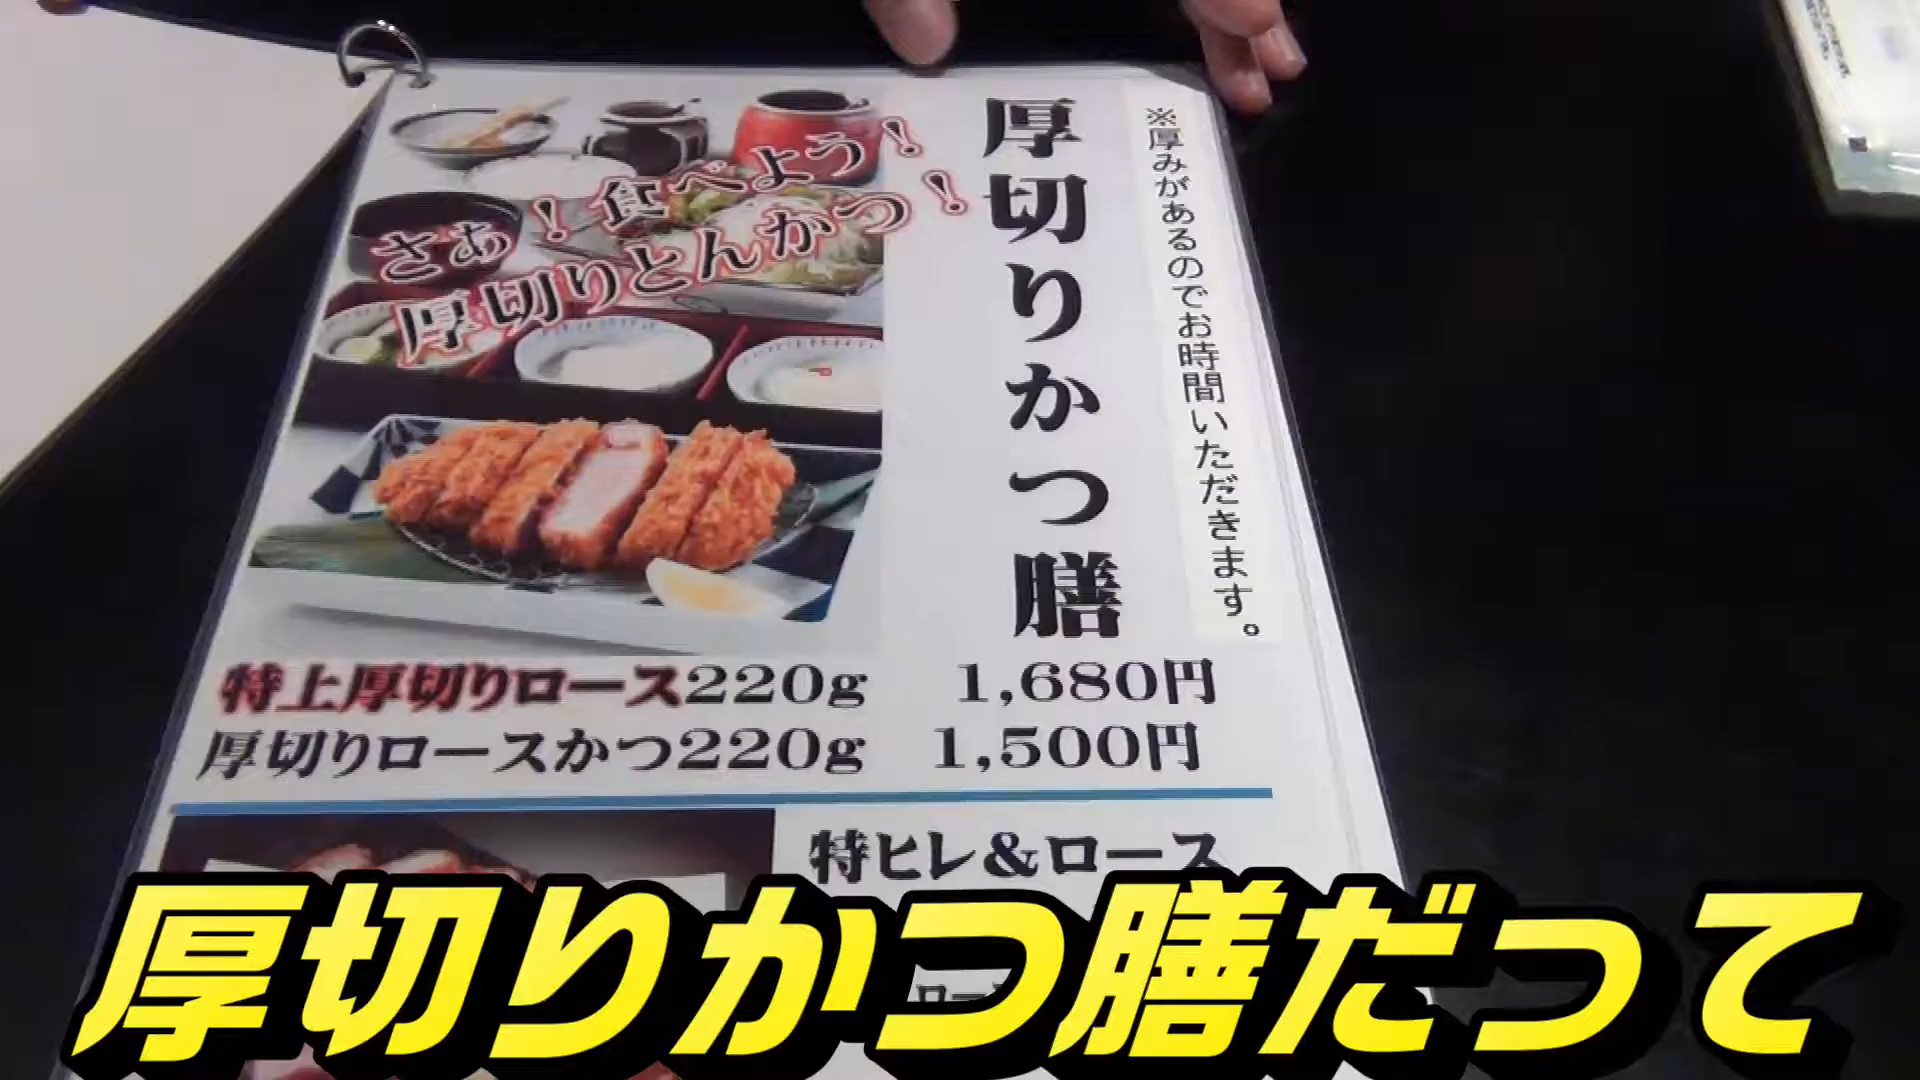 ※厚みがあるのでお時間いただきます。
厚切りかつ膳
さぁ！食べよう！
厚切りとんかつ！
特上厚切りロース220g 1,680円
厚切りロースかつ220g 1,500円
特ヒレ&ロース
厚切りかつ膳だって